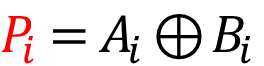 Pᵢ = Aᵢ ⊕ Bᵢ